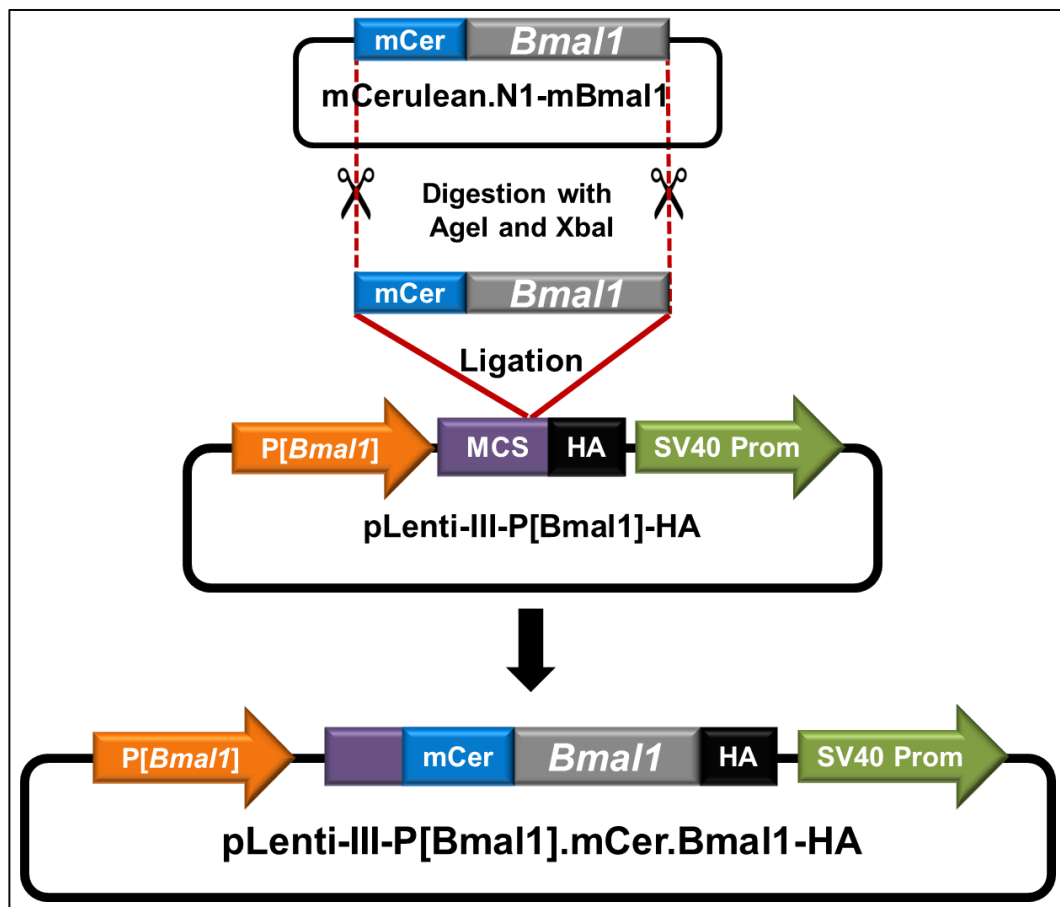 mCer Bmal1
mCerulean.N1-mBmal1
Digestion with
AgeI and XbaI
mCer Bmal1
Ligation
P[Bmal1] MCS HA SV40 Prom
pLenti-III-P[Bmal1]-HA
P[Bmal1] mCer Bmal1 HA SV40 Prom
pLenti-III-P[Bmal1].mCer.Bmal1-HA